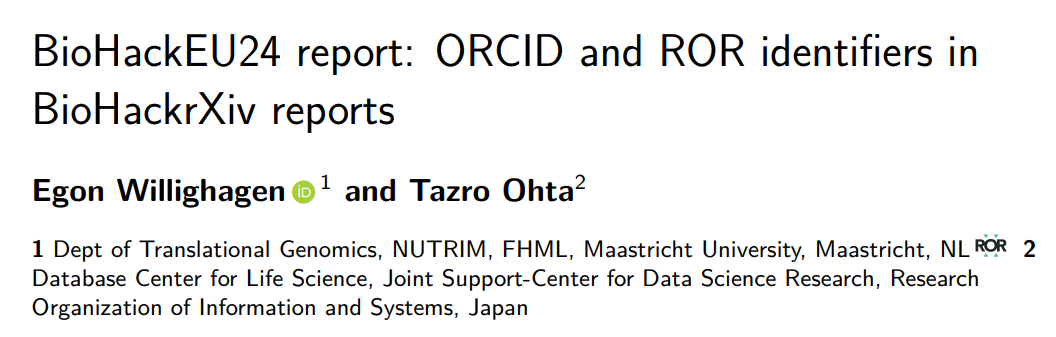 BioHackEU24 report: ORCID and ROR identifiers in
BioHackrXiv reports
Egon Willighagen iD 1 and Tazro Ohta2
1 Dept of Translational Genomics, NUTRIM, FHML, Maastricht University, Maastricht, NL ROR 2
Database Center for Life Science, Joint Support-Center for Data Science Research, Research
Organization of Information and Systems, Japan